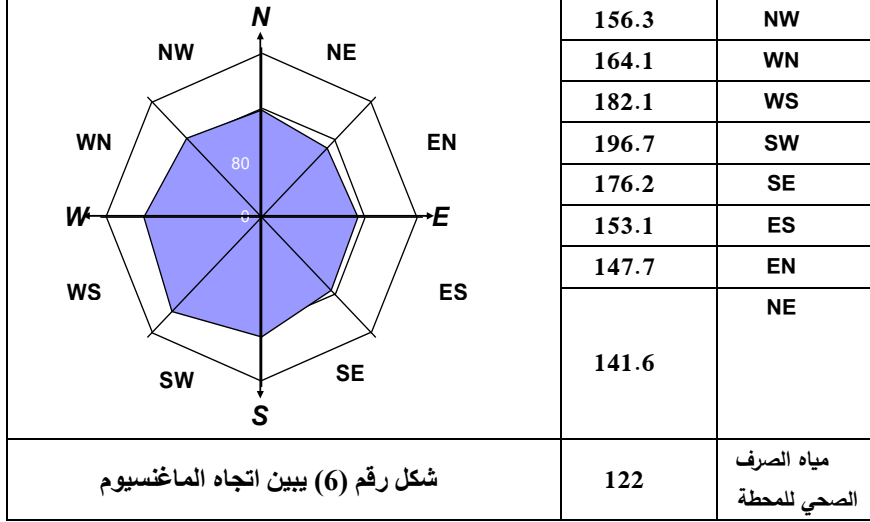 N
NW
NE
WN
EN
80
W
0
E
WS
ES
SW
SE
S
156.3 NW
164.1 WN
182.1 WS
196.7 SW
176.2 SE
153.1 ES
147.7 EN
141.6 NE
شكل رقم (6) يبين اتجاه الماغنسيوم
122
مياه الصرف
الصحي للمحطة